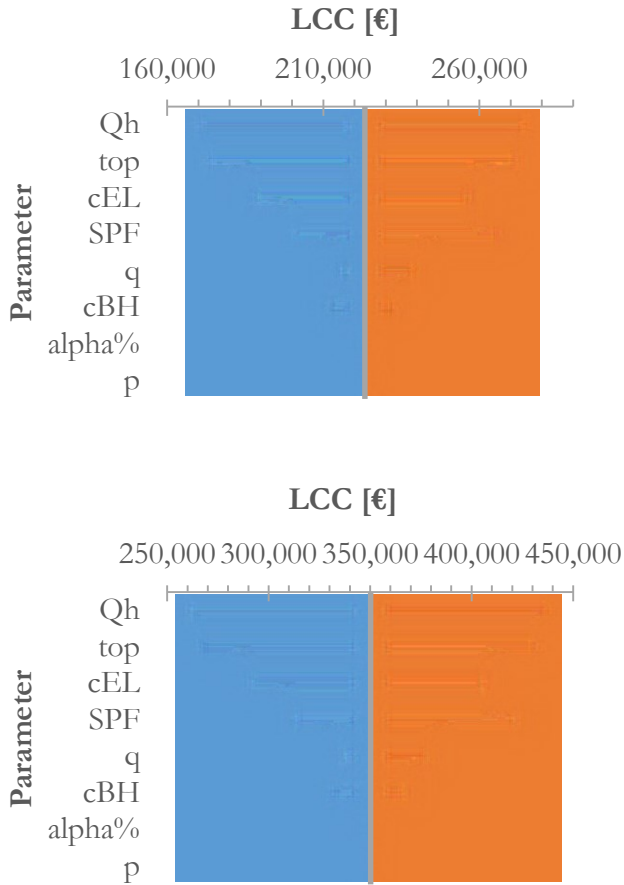 LCC [€]
160,000 210,000 260,000
Parameter
Qh
top
cEL
SPF
q
cBH
alpha%
p
LCC [€]
250,000 300,000 350,000 400,000 450,000
Parameter
Qh
top
cEL
SPF
q
cBH
alpha%
p